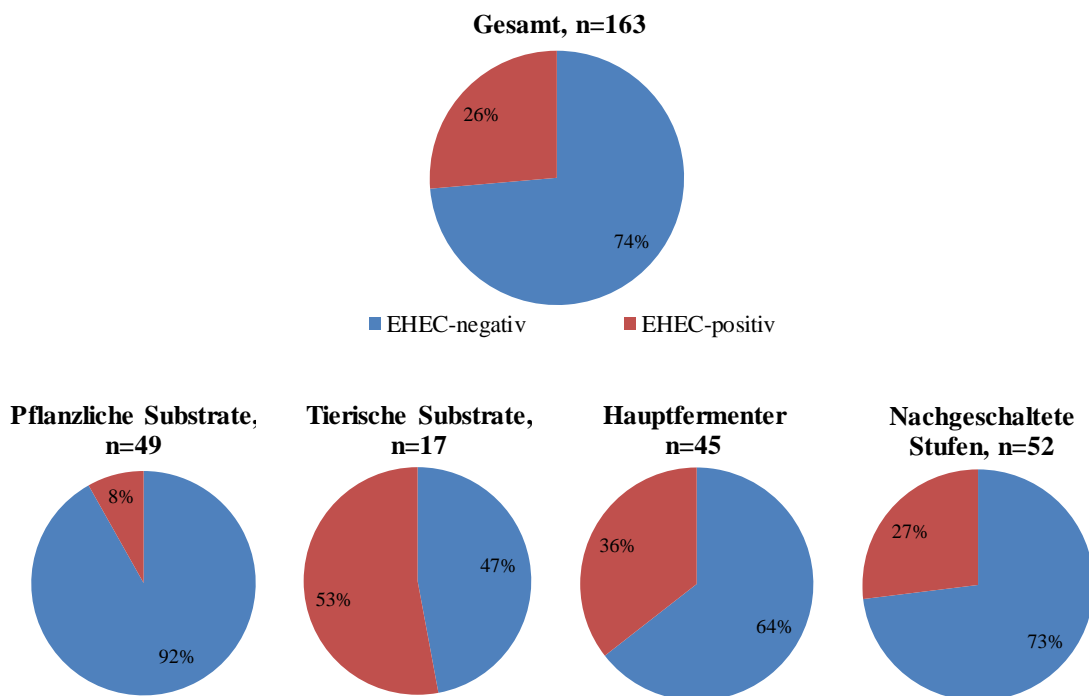 Gesamt, n=163
26%
74%
EHEC-negativ EHEC-positiv
Pflanzliche Substrate,
n=49
8%
92%
Tierische Substrate,
n=17
47%
53%
Hauptfermenter
n=45
36%
64%
Nachgeschaltete
Stufen, n=52
27%
73%